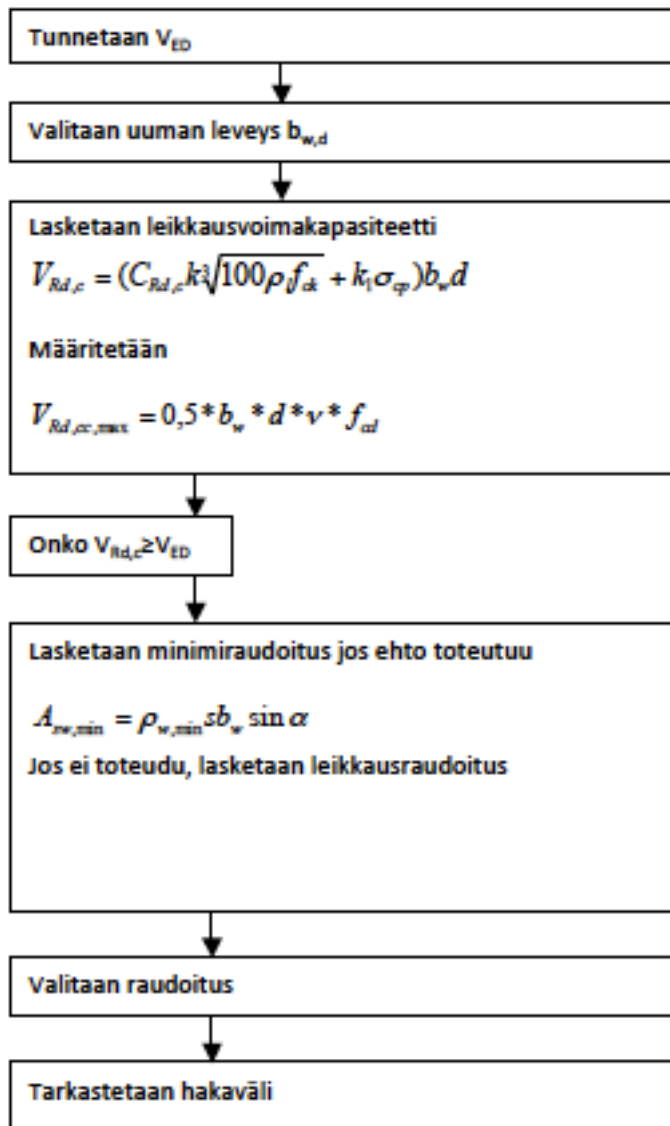 Tunnetaan V_ED
Valitaan uuman leveys b_w,d
Lasketaan leikkausvoimakapasiteetti
V_Rd,c = (C_Rd,c k∛(100ρ_l f_ck) + k_1 σ_cp) b_w d
Määritetään
V_Rd,cc,max = 0,5 * b_w * d * ν * f_cd
Onko V_Rd,c≥V_ED
Lasketaan minimiraudoitus jos ehto toteutuu
A_sw,min = ρ_w,min s b_w sin α
Jos ei toteudu, lasketaan leikkausraudoitus
Valitaan raudoitus
Tarkastetaan hakaväli